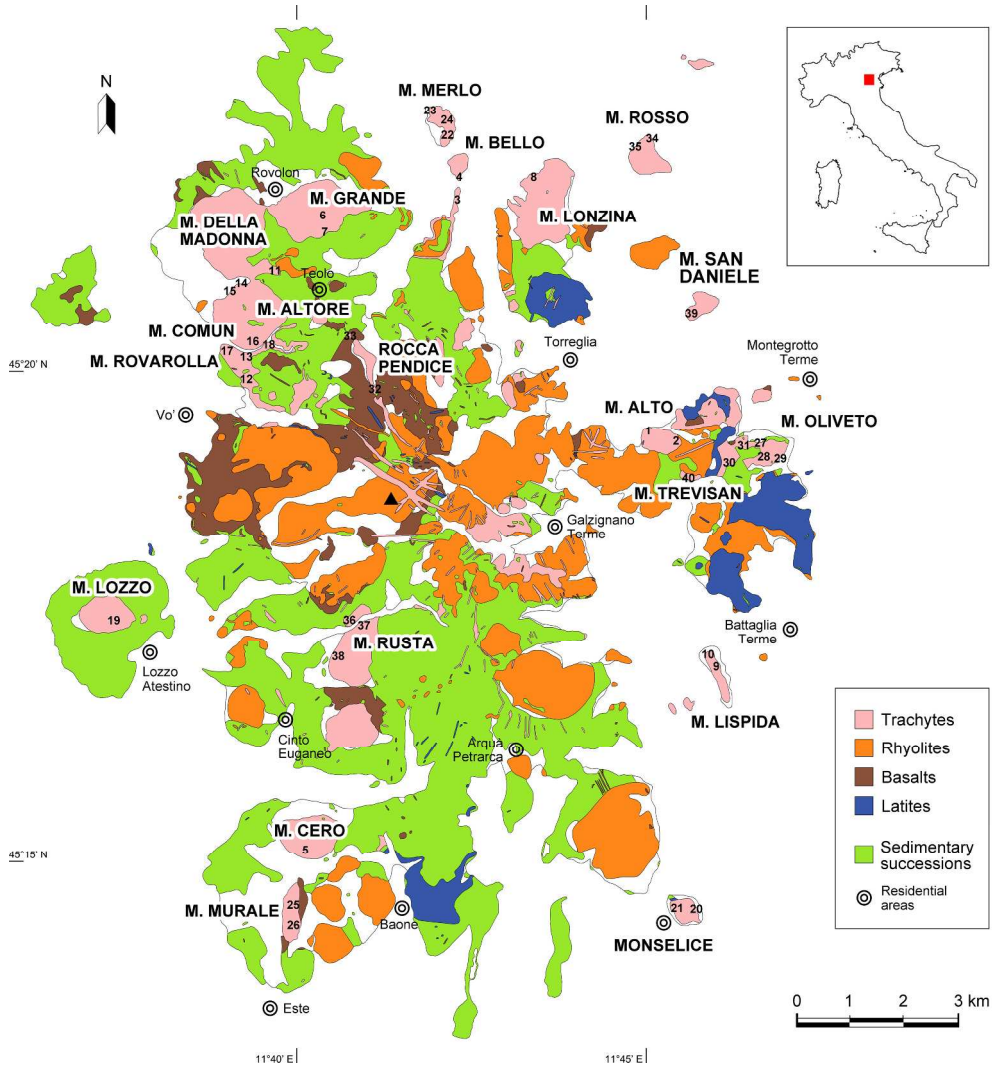 N
M. MERLO
23
24
22
M. BELLO
4
3
8
M. LONZINA
M. ROSSO
34
35
M. SAN
DANIELE
39
Rovolon
M. GRANDE
6
7
M. DELLA
MADONNA
11
Teolo
14
15
M. ALTORE
M. COMUN
16
18
17
13
M. ROVAROLLA
12
33
ROCCA
PENDICE
32
Torreglia
Montegrotto
Terme
45°20' N
Vo'
M. ALTO
1
2
M. OLIVETO
31
27
28
29
30
40
M. TREVISAN
Galzignano
Terme
M. LOZZO
19
Lozzo
Atestino
36
37
M. RUSTA
38
Battaglia
Terme
10
9
M. LISPIDA
Cinto
Euganeo
Arquà
Petrarca
M. CERO
5
45°15' N
M. MURALE
25
26
Baone
21
20
MONSELICE
Este
Trachytes
Rhyolites
Basalts
Latites
Sedimentary
successions
Residential
areas
0 1 2 3 km
11°40' E
11°45' E